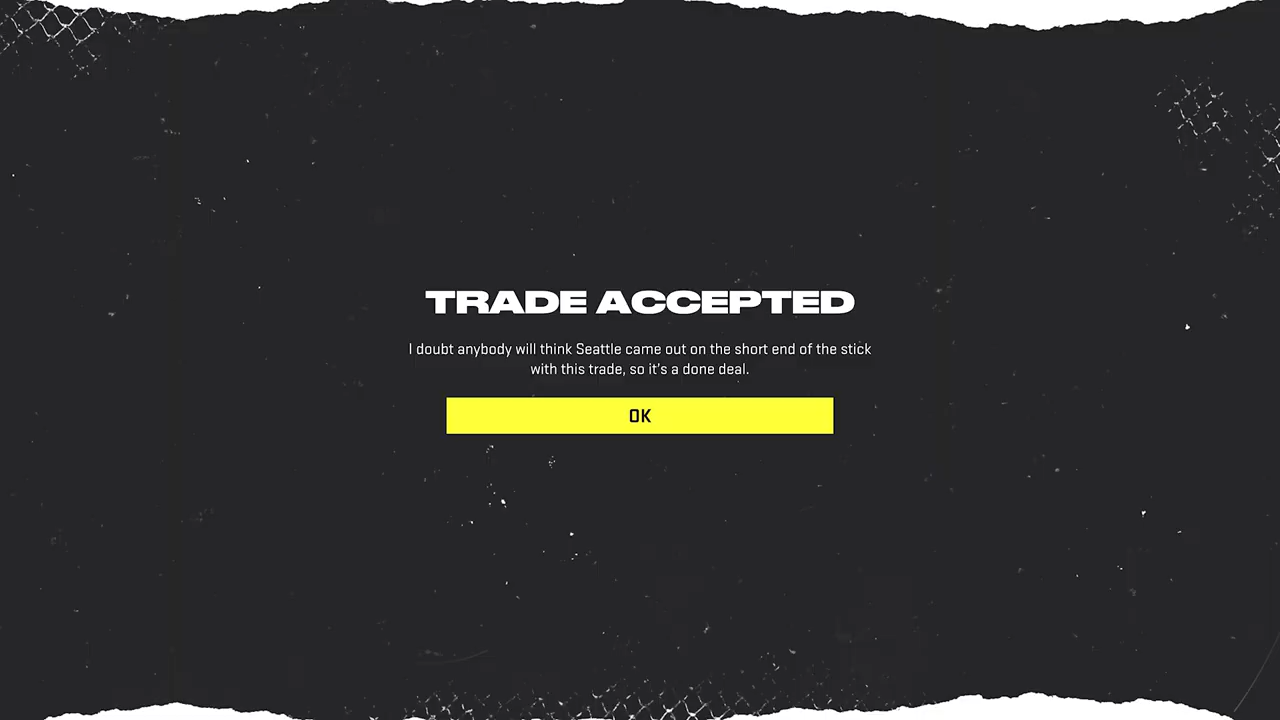 TRADE ACCEPTED
I doubt anybody will think Seattle came out on the short end of the stick
with this trade, so it's a done deal.
OK